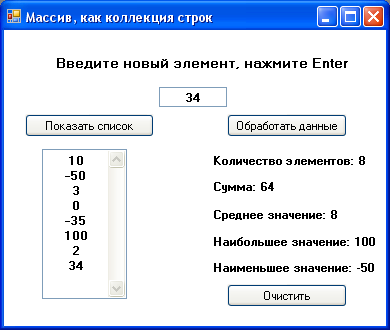 Массив, как коллекция строк
Введите новый элемент, нажмите Enter
34
Показать список
Обработать данные
10
-50
3
0
-35
100
2
34
Количество элементов: 8
Сумма: 64
Среднее значение: 8
Наибольшее значение: 100
Наименьшее значение: -50
Очистить